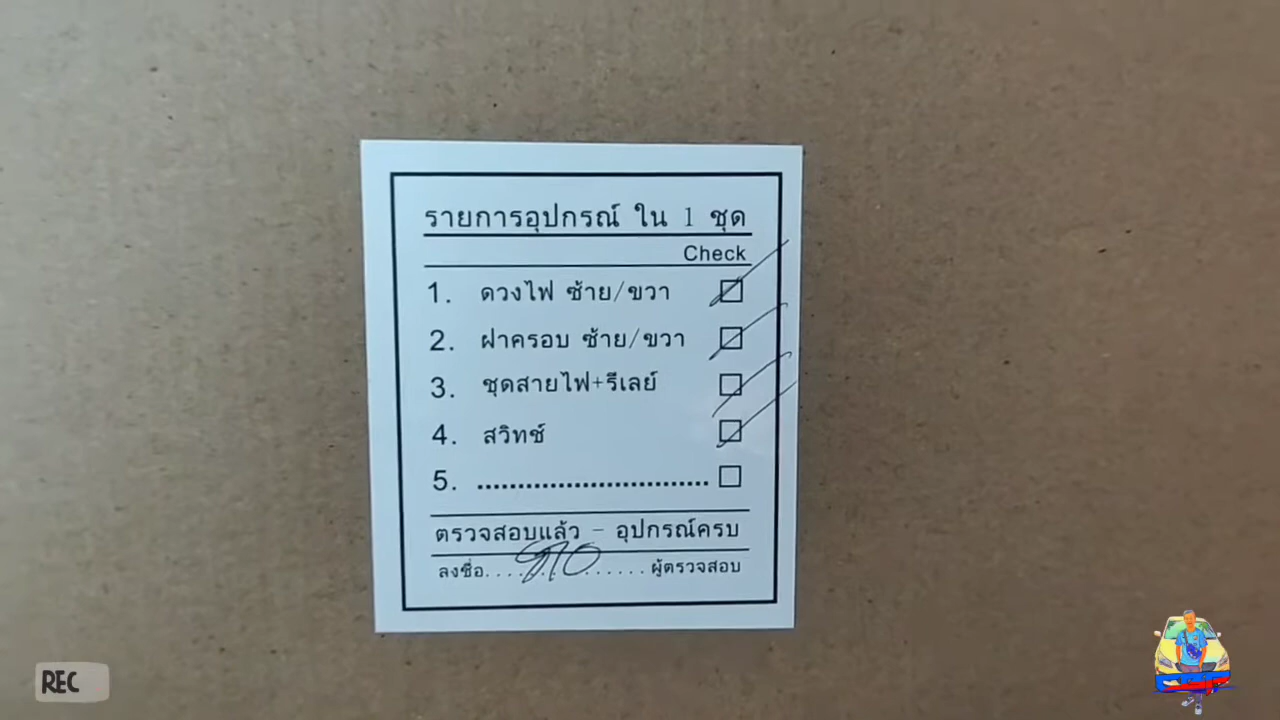 รายการอุปกรณ์ ใน 1 ชุด
Check
1. ดวงไฟ ซ้าย/ขวา
2. ฝาครอบ ซ้าย/ขวา
3. ชุดสายไฟ+รีเลย์
4. สวิทช์
5. ............................
ตรวจสอบแล้ว - อุปกรณ์ครบ
ลงชื่อ.................ผู้ตรวจสอบ
REC